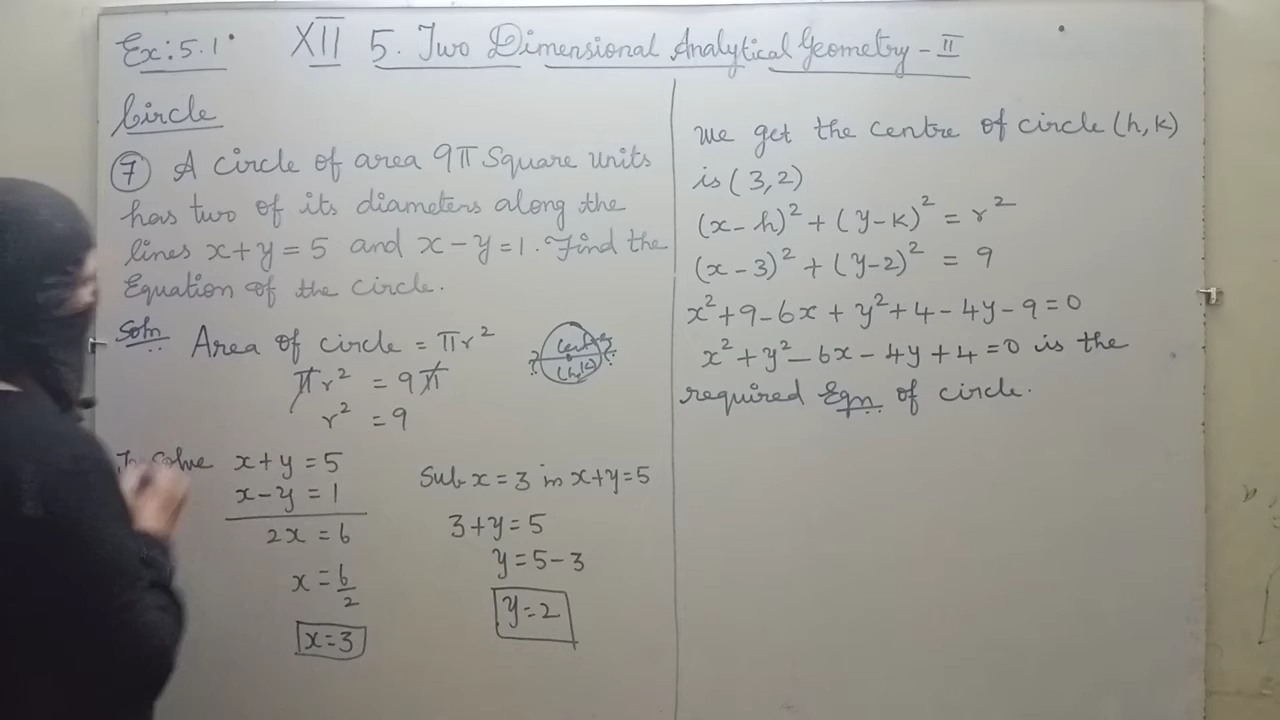 Ex: 5.1 XII 5. Two Dimensional Analytical Geometry - II
Circle
7 A circle of area 9π Square units
has two of its diameters along the
lines x+y=5 and x-y=1. Find the
Equation of the circle.
Soln Area of circle = πr²
πr² = 9π
r² = 9
centre
(h,k)
To solve x+y=5
x-y=1
2x=6
x=6/2
x=3
Sub x=3 in x+y=5
3+y=5
y=5-3
y=2
We get the centre of circle (h,k)
is (3,2)
(x-h)²+(y-k)²=r²
(x-3)²+(y-2)²=9
x²+9-6x+y²+4-4y-9=0
x²+y²-6x-4y+4=0 is the
required Eqn of circle.